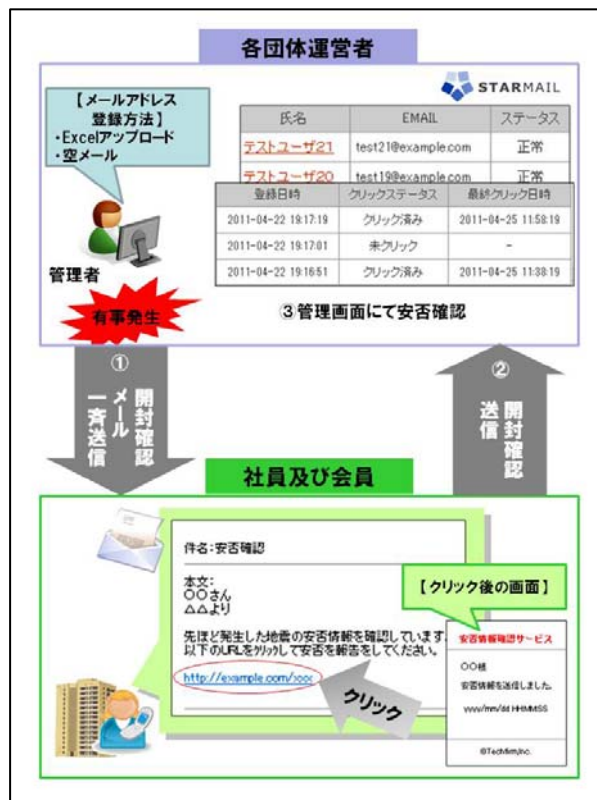 各団体運営者
STARMAIL
【メールアドレス
登録方法】
・Excelアップロード
・空メール
氏名 EMAIL ステータス
テストユーザ21 test21@example.com 正常
テストユーザ20 test19@example.com 正常
登録日時 クリックステータス 最終クリック日時
2011-04-22 19:17:19 クリック済み 2011-04-25 11:58:19
2011-04-22 19:17:01 未クリック -
2011-04-22 19:16:51 クリック済み 2011-04-25 11:38:19
管理者
有事発生
③管理画面にて安否確認
①
開封確認
メール
一斉送信
②
開封確認
送信
社員及び会員
件名:安否確認
本文:
〇〇さん
△△より
先ほど発生した地震の安否情報を確認しています。
以下のURLをクリックして安否を報告をしてください。
http://example.com/xxx
クリック
【クリック後の画面】
安否情報確認サービス
〇〇様
安否情報を送信しました。
yyyy/mm/dd HH:MM:SS
©Techfirm,Inc.